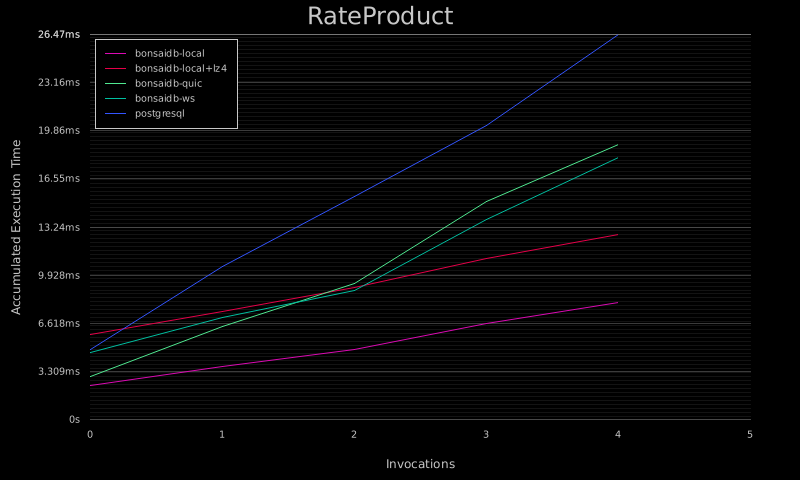 RateProduct
26.47ms
23.16ms
19.86ms
16.55ms
13.24ms
9.928ms
6.618ms
3.309ms
0s
bonsaidb-local
bonsaidb-local+lz4
bonsaidb-quic
bonsaidb-ws
postgresql
Accumulated Execution Time
0 1 2 3 4 5
Invocations